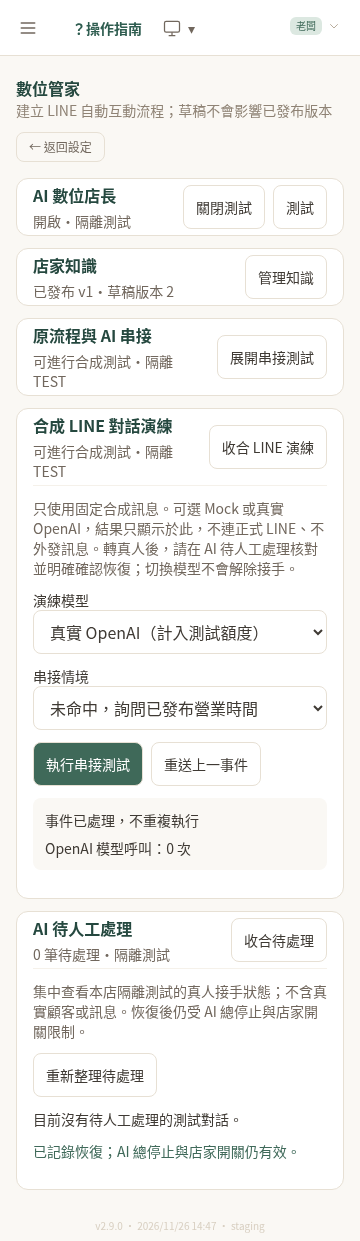 ？操作指南
▼
老闆
數位管家
建立 LINE 自動互動流程；草稿不會影響已發布版本
← 返回設定
AI 數位店長
開啟・隔離測試
關閉測試
測試
店家知識
已發布 v1・草稿版本 2
管理知識
原流程與 AI 串接
可進行合成測試・隔離
TEST
展開串接測試
合成 LINE 對話演練
可進行合成測試・隔離
TEST
收合 LINE 演練
只使用固定合成訊息。可選 Mock 或真實
OpenAI，結果只顯示於此，不連正式 LINE、不
外發訊息。轉真人後，請在 AI 待人工處理核對
並明確確認恢復；切換模型不會解除接手。
演練模型
真實 OpenAI（計入測試額度）
串接情境
未命中，詢問已發布營業時間
執行串接測試
重送上一事件
事件已處理，不重複執行
OpenAI 模型呼叫：0 次
AI 待人工處理
0 筆待處理・隔離測試
收合待處理
集中查看本店隔離測試的真人接手狀態；不含真
實顧客或訊息。恢復後仍受 AI 總停止與店家開
關限制。
重新整理待處理
目前沒有待人工處理的測試對話。
已記錄恢復；AI 總停止與店家開關仍有效。
v2.9.0 ・ 2026/11/26 14:47 ・ staging